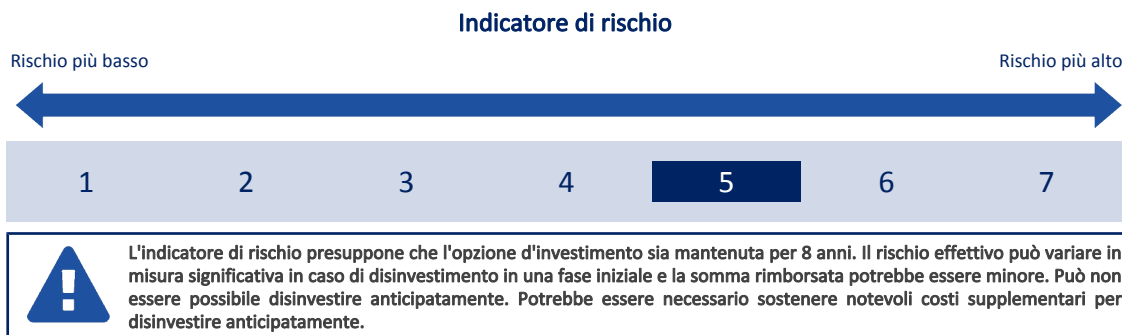 Indicatore di rischio
Rischio più basso
Rischio più alto
1 2 3 4 5 6 7
L'indicatore di rischio presuppone che l'opzione d'investimento sia mantenuta per 8 anni. Il rischio effettivo può variare in
misura significativa in caso di disinvestimento in una fase iniziale e la somma rimborsata potrebbe essere minore. Può non
essere possibile disinvestire anticipatamente. Potrebbe essere necessario sostenere notevoli costi supplementari per
disinvestire anticipatamente.